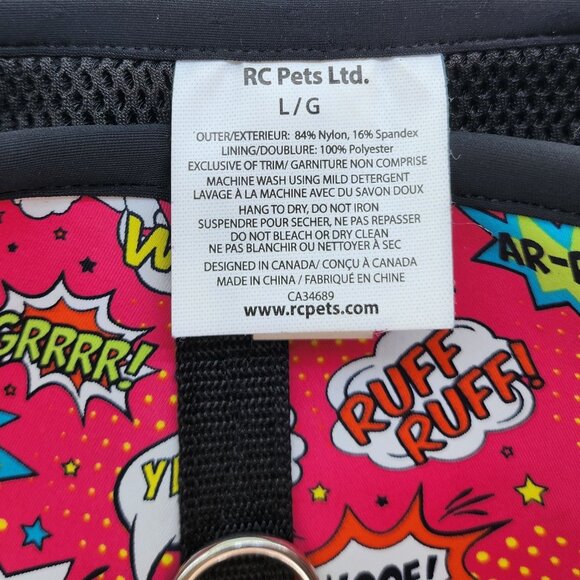 RC Pets Ltd.
L/G
OUTER/EXTERIEUR: 84% Nylon, 16% Spandex
LINING/DOUBLURE: 100% Polyester
EXCLUSIVE OF TRIM/ GARNITURE NON COMPRISE
MACHINE WASH USING MILD DETERGENT
LAVAGE À LA MACHINE AVEC DU SAVON DOUX
HANG TO DRY, DO NOT IRON
SUSPENDRE POUR SECHER, NE PAS REPASSER
DO NOT BLEACH OR DRY CLEAN
NE PAS BLANCHIR OU NETTOYER À SEC
DESIGNED IN CANADA/ CONÇU À CANADA
MADE IN CHINA / FABRIQUÉ EN CHINE
CA34689
www.rcpets.com
GRRRR!
RUFF
RUFF!